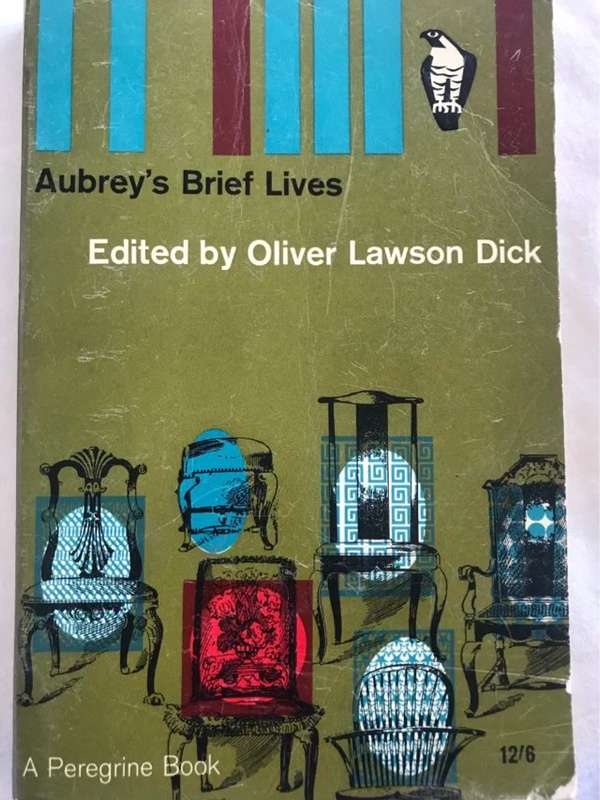 Aubrey's Brief Lives
Edited by Oliver Lawson Dick
A Peregrine Book
12/6